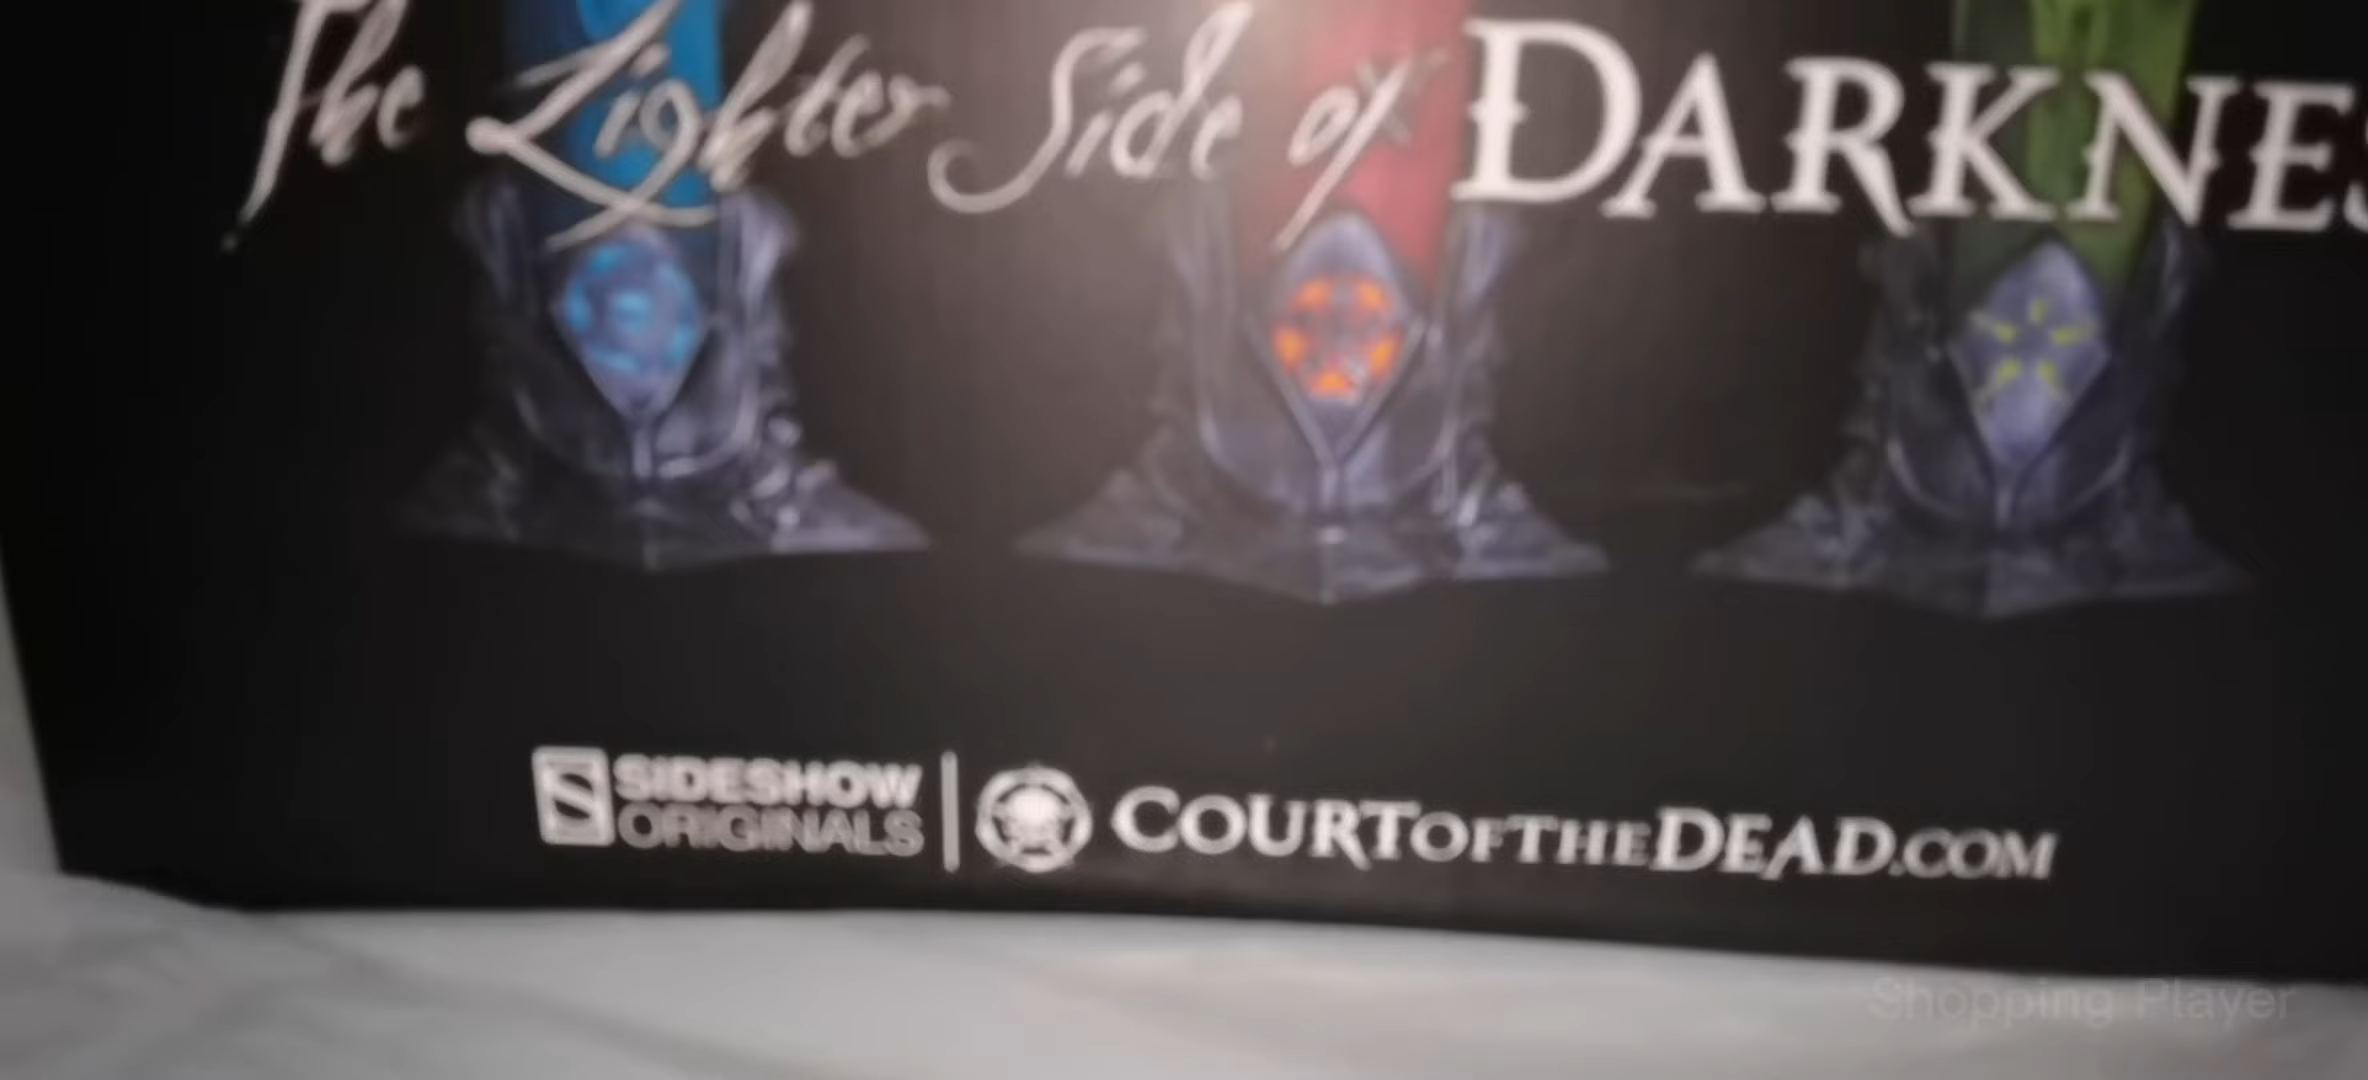 The Lighter Side of DARKNES
SIDESHOW
ORIGINALS
COURTOFTHEDEAD.COM
Shopping Player